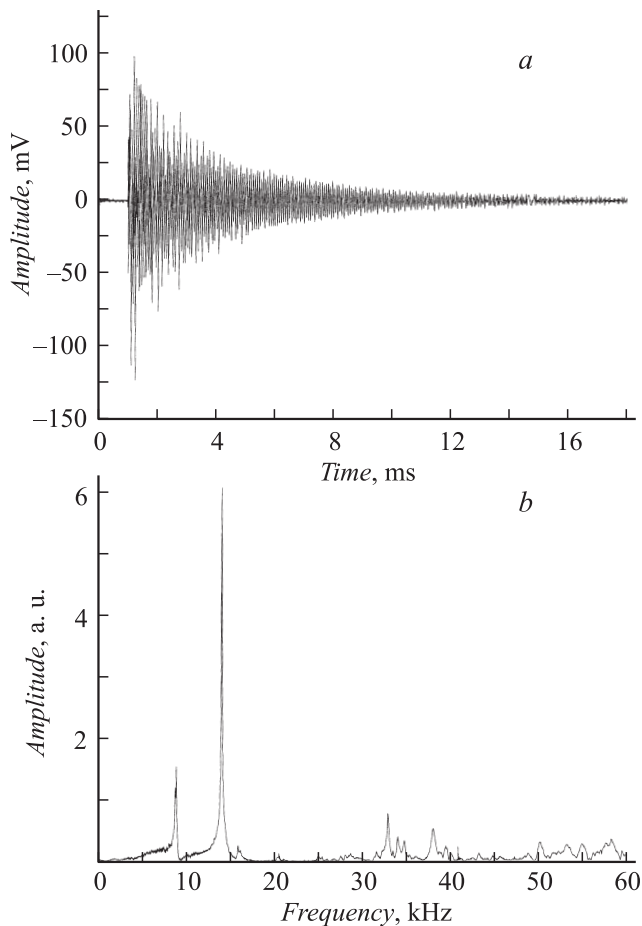 a
100
50
0
–50
–100
–150
Amplitude, mV
0 4 8 12 16
Time, ms
b
6
4
2
Amplitude, a. u.
0 10 20 30 40 50 60
Frequency, kHz